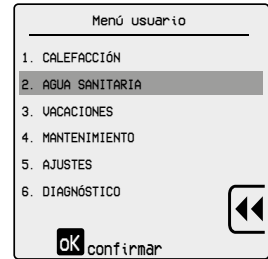 Menú usuario
1. CALEFACCIÓN
2. AGUA SANITARIA
3. VACACIONES
4. MANTENIMIENTO
5. AJUSTES
6. DIAGNÓSTICO
OK confirmar